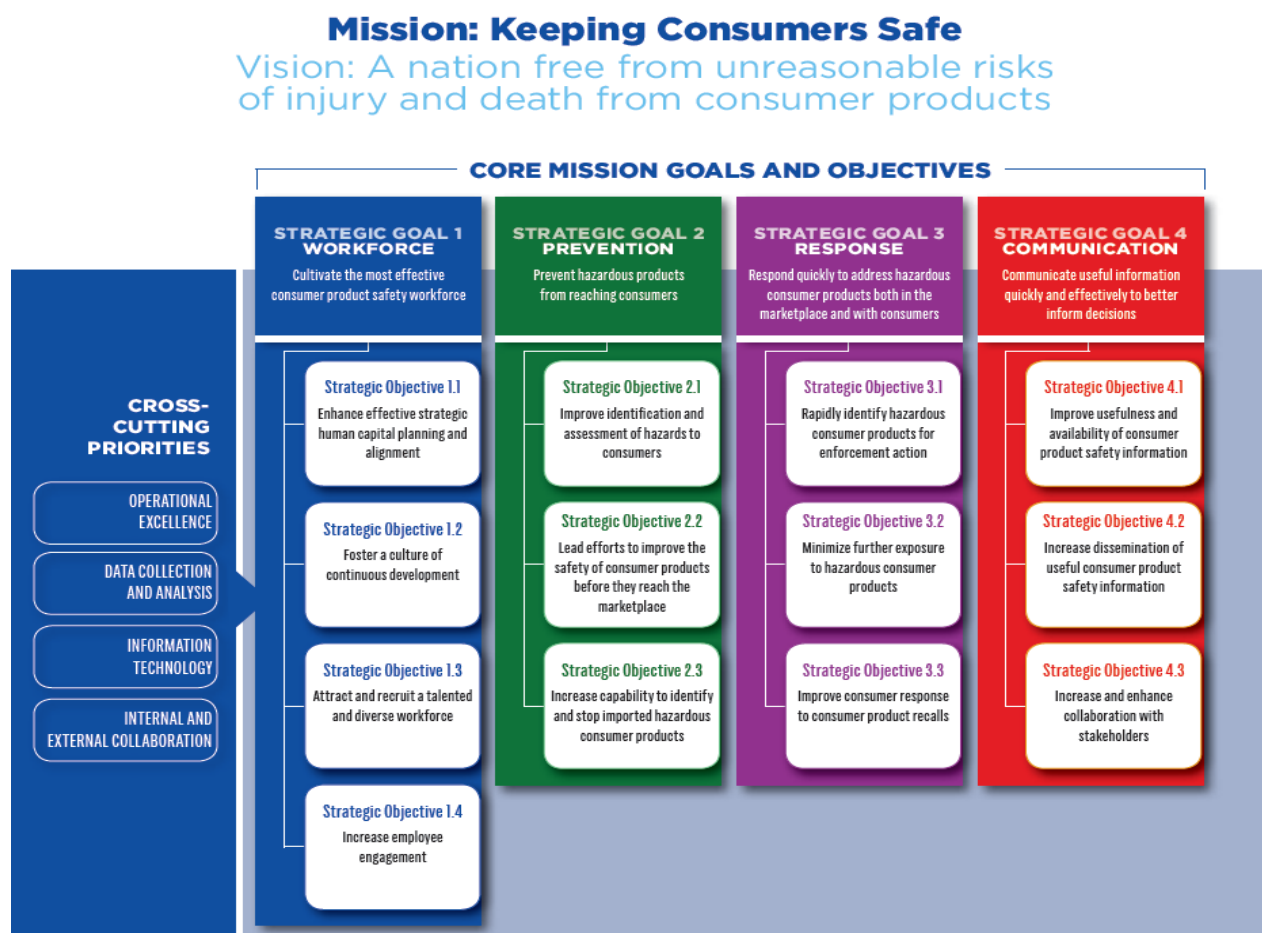 Mission: Keeping Consumers Safe
Vision: A nation free from unreasonable risks
of injury and death from consumer products
CORE MISSION GOALS AND OBJECTIVES
STRATEGIC GOAL 1
WORKFORCE
Cultivate the most effective
consumer product safety workforce
STRATEGIC GOAL 2
PREVENTION
Prevent hazardous products
from reaching consumers
STRATEGIC GOAL 3
RESPONSE
Respond quickly to address hazardous
consumer products both in the
marketplace and with consumers
STRATEGIC GOAL 4
COMMUNICATION
Communicate useful information
quickly and effectively to better
inform decisions
CROSS-
CUTTING
PRIORITIES
OPERATIONAL
EXCELLENCE
DATA COLLECTION
AND ANALYSIS
INFORMATION
TECHNOLOGY
INTERNAL AND
EXTERNAL COLLABORATION
Strategic Objective 1.1
Enhance effective strategic
human capital planning and
alignment
Strategic Objective 1.2
Foster a culture of
continuous development
Strategic Objective 1.3
Attract and recruit a talented
and diverse workforce
Strategic Objective 1.4
Increase employee
engagement
Strategic Objective 2.1
Improve identification and
assessment of hazards to
consumers
Strategic Objective 2.2
Lead efforts to improve the
safety of consumer products
before they reach the
marketplace
Strategic Objective 2.3
Increase capability to identify
and stop imported hazardous
consumer products
Strategic Objective 3.1
Rapidly identify hazardous
consumer products for
enforcement action
Strategic Objective 3.2
Minimize further exposure
to hazardous consumer
products
Strategic Objective 3.3
Improve consumer response
to consumer product recalls
Strategic Objective 4.1
Improve usefulness and
availability of consumer
product safety information
Strategic Objective 4.2
Increase dissemination of
useful consumer product
safety information
Strategic Objective 4.3
Increase and enhance
collaboration with
stakeholders